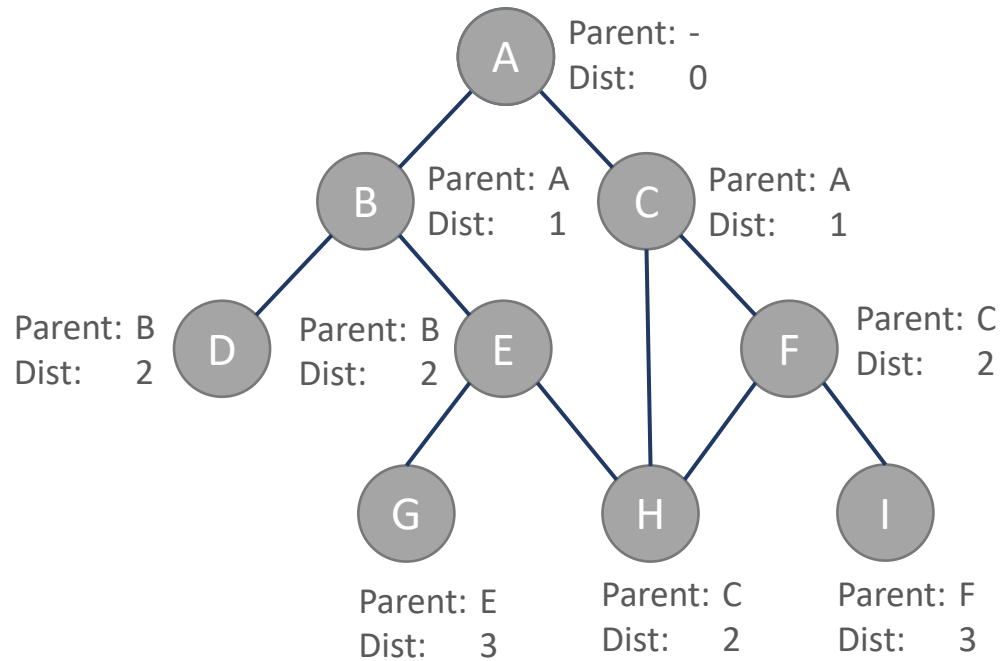 A
Parent: -
Dist: 0
B
Parent: A
Dist: 1
C
Parent: A
Dist: 1
Parent: B
Dist: 2
D
Parent: B
Dist: 2
E
F
Parent: C
Dist: 2
G
H
I
Parent: E
Dist: 3
Parent: C
Dist: 2
Parent: F
Dist: 3